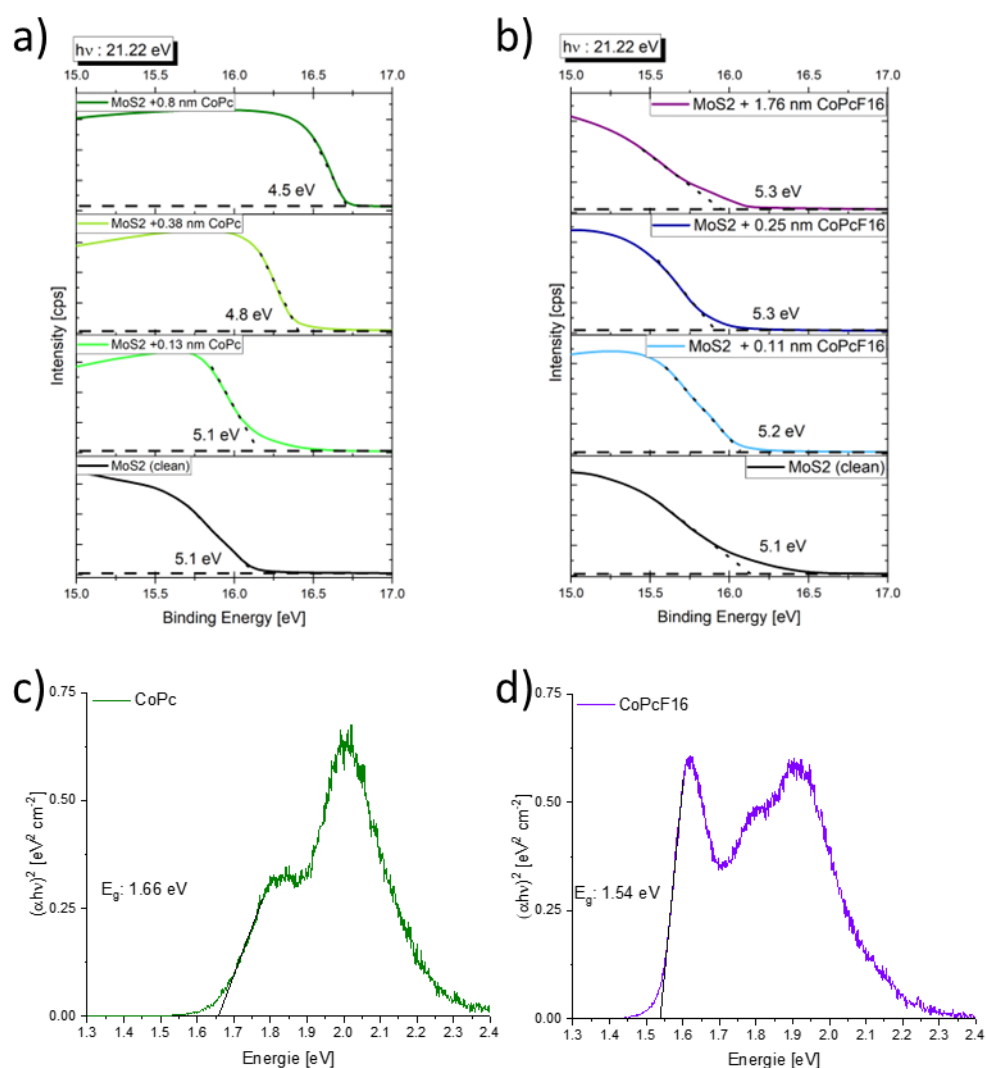 a)
hν : 21.22 eV
15.0 15.5 16.0 16.5 17.0
MoS2 +0.8 nm CoPc
4.5 eV
MoS2 +0.38 nm CoPc
4.8 eV
MoS2 +0.13 nm CoPc
5.1 eV
MoS2 (clean)
5.1 eV
Intensity [cps]
15.0 15.5 16.0 16.5 17.0
Binding Energy [eV]
b)
hν : 21.22 eV
15.0 15.5 16.0 16.5 17.0
MoS2 + 1.76 nm CoPcF16
5.3 eV
MoS2 + 0.25 nm CoPcF16
5.3 eV
MoS2 + 0.11 nm CoPcF16
5.2 eV
MoS2 (clean)
5.1 eV
Intensity [cps]
15.0 15.5 16.0 16.5 17.0
Binding Energy [eV]
c)
CoPc
0.75
0.50
0.25
0.00
(αhν)² [eV² cm⁻²]
E_g: 1.66 eV
1.3 1.4 1.5 1.6 1.7 1.8 1.9 2.0 2.1 2.2 2.3 2.4
Energie [eV]
d)
CoPcF16
0.75
0.50
0.25
0.00
(αhν)² [eV² cm⁻²]
E_g: 1.54 eV
1.3 1.4 1.5 1.6 1.7 1.8 1.9 2.0 2.1 2.2 2.3 2.4
Energie [eV]